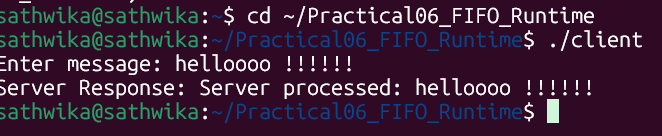 sathwika@sathwika:~$ cd ~/Practical06_FIFO_Runtime
sathwika@sathwika:~/Practical06_FIFO_Runtime$ ./client
Enter message: helloooo !!!!!!
Server Response: Server processed: helloooo !!!!!!
sathwika@sathwika:~/Practical06_FIFO_Runtime$